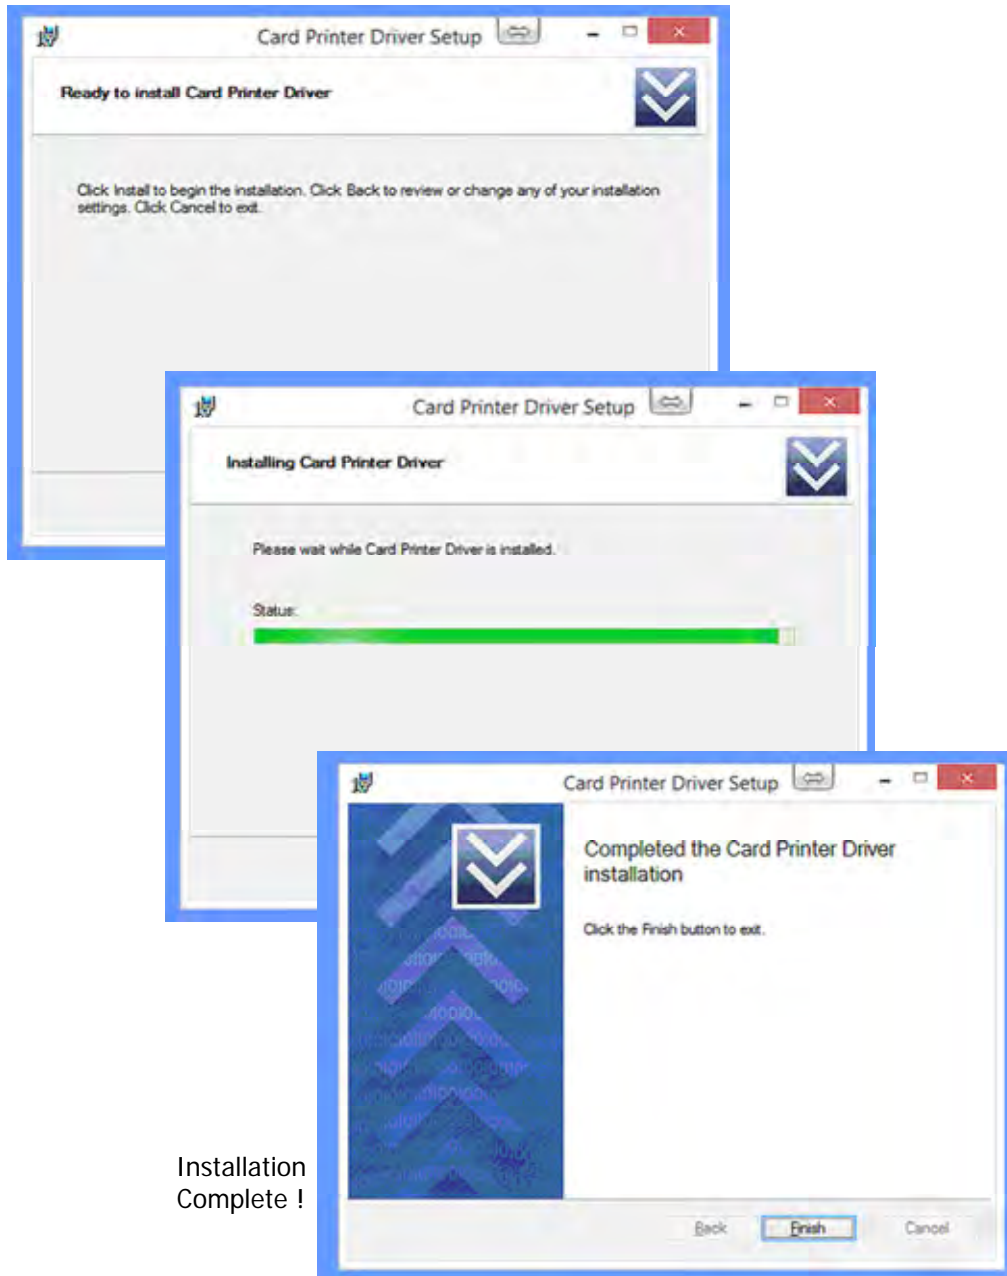 Card Printer Driver Setup
Ready to install Card Printer Driver
Click Install to begin the installation. Click Back to review or change any of your installation
settings. Click Cancel to exit.
Card Printer Driver Setup
Installing Card Printer Driver
Please wait while Card Printer Driver is installed.
Status:
Card Printer Driver Setup
Completed the Card Printer Driver
installation
Click the Finish button to exit.
Installation
Complete !
Back Finish Cancel